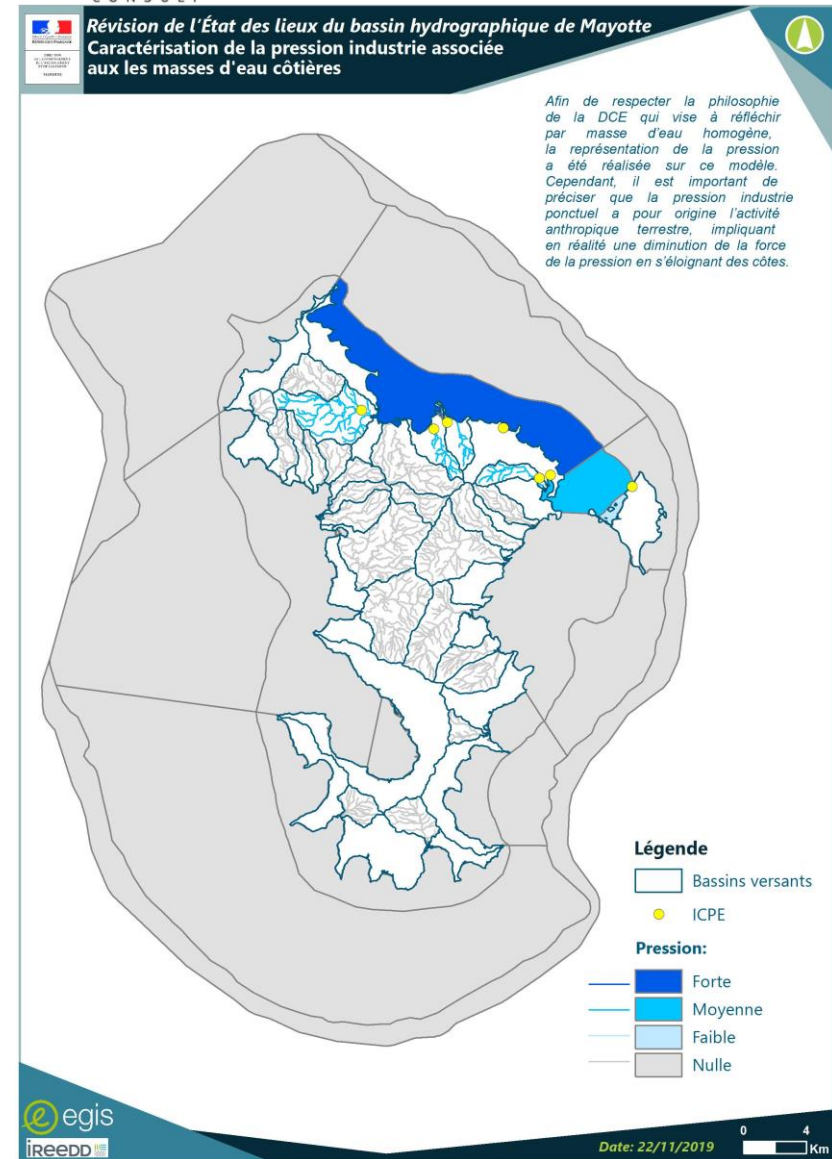 CONSULT
Révision de l'État des lieux du bassin hydrographique de Mayotte
Caractérisation de la pression industrie associée
aux les masses d'eau côtières
Afin de respecter la philosophie
de la DCE qui vise à réfléchir
par masse d'eau homogène,
la représentation de la pression
a été réalisée sur ce modèle.
Cependant, il est important de
préciser que la pression industrie
ponctuel a pour origine l'activité
anthropique terrestre, impliquant
en réalité une diminution de la force
de la pression en s'éloignant des côtes.
Légende
Bassins versants
ICPE
Pression:
Forte
Moyenne
Faible
Nulle
egis
iReeDD
Date: 22/11/2019
0 4
Km